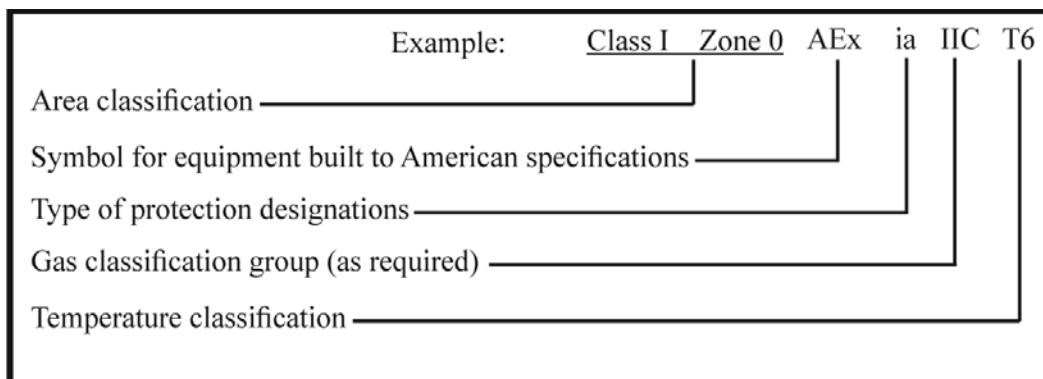 Example: Class I Zone 0 AEx ia IIC T6
Area classification
Symbol for equipment built to American specifications
Type of protection designations
Gas classification group (as required)
Temperature classification